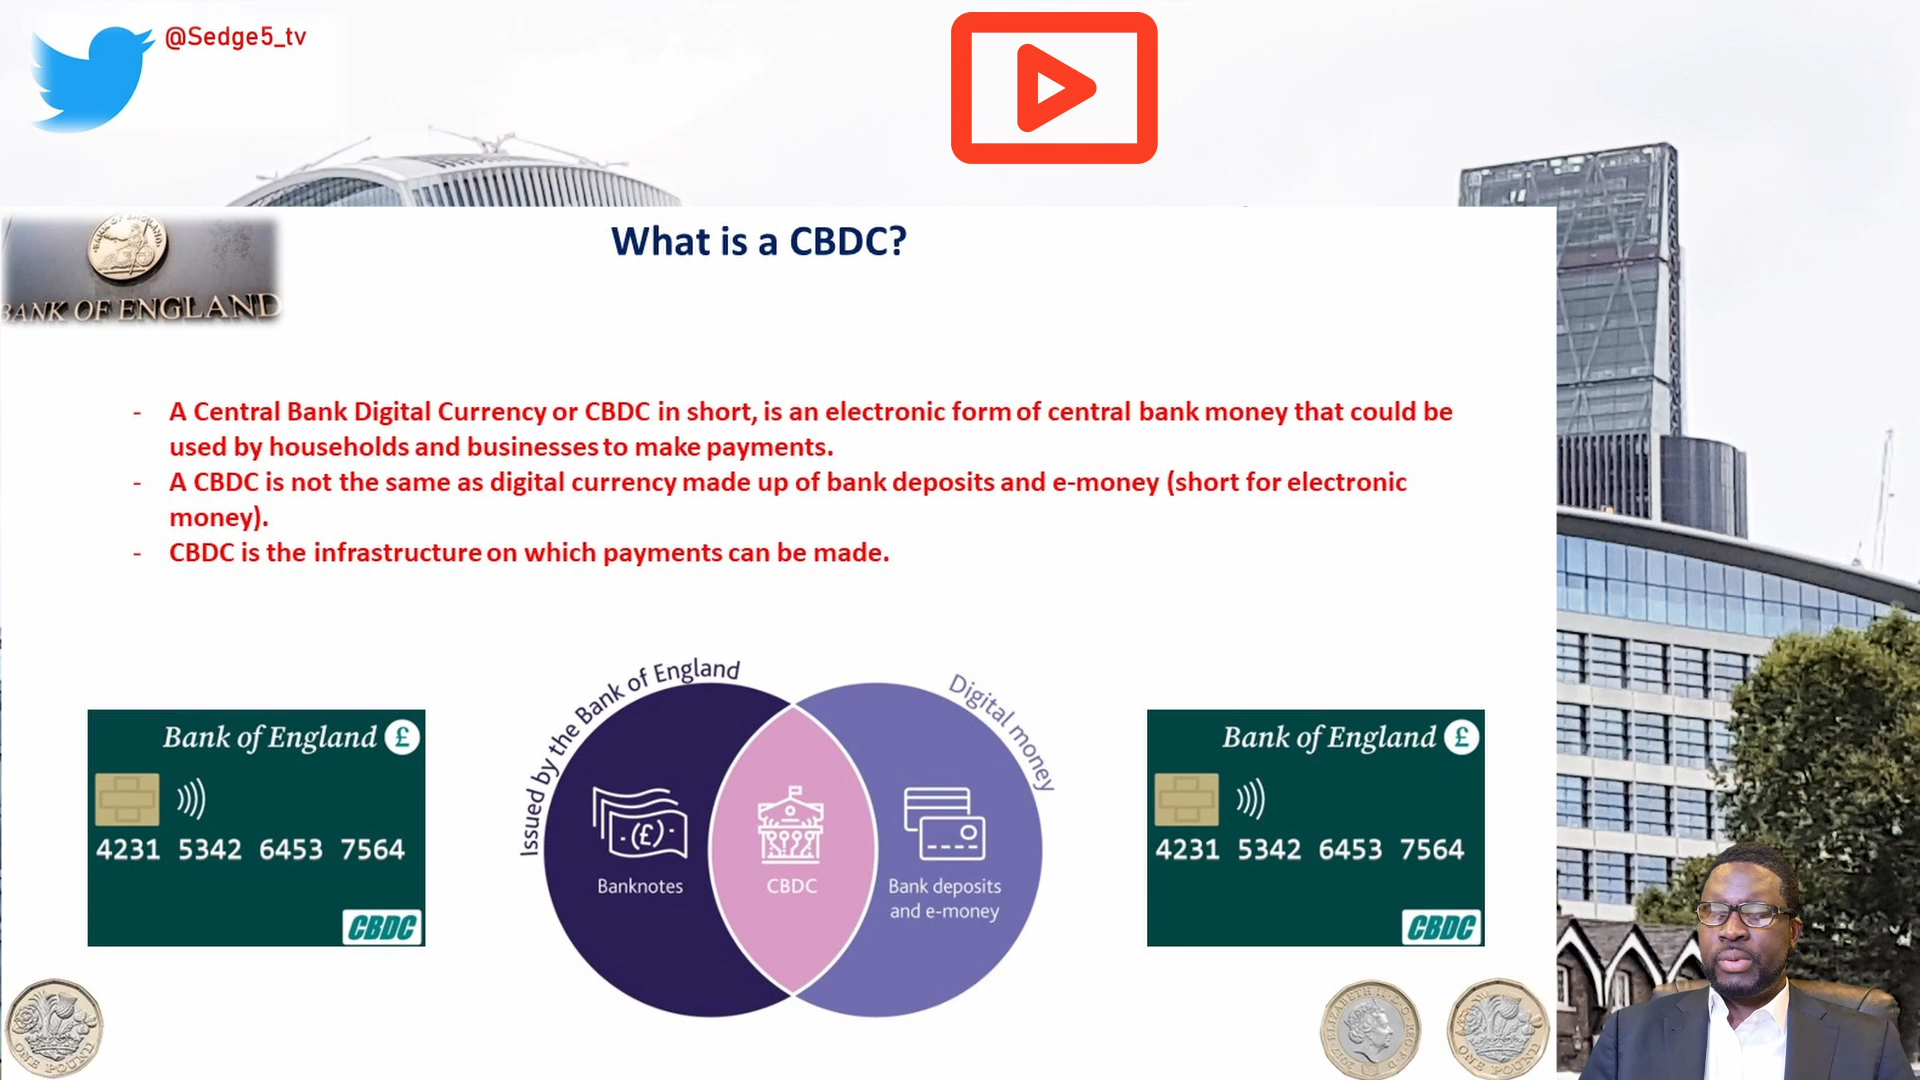 @Sedge5_tv
BANK OF ENGLAND
What is a CBDC?
- A Central Bank Digital Currency or CBDC in short, is an electronic form of central bank money that could be
used by households and businesses to make payments.
- A CBDC is not the same as digital currency made up of bank deposits and e-money (short for electronic
money).
- CBDC is the infrastructure on which payments can be made.
Issued by the Bank of England
Digital money
Bank of England £
4231 5342 6453 7564
CBDC
(£)
Banknotes
CBDC
Bank deposits
and e-money
Bank of England £
4231 5342 6453 7564
CBDC
ONE POUND
ELIZABETH II
ONE POUND